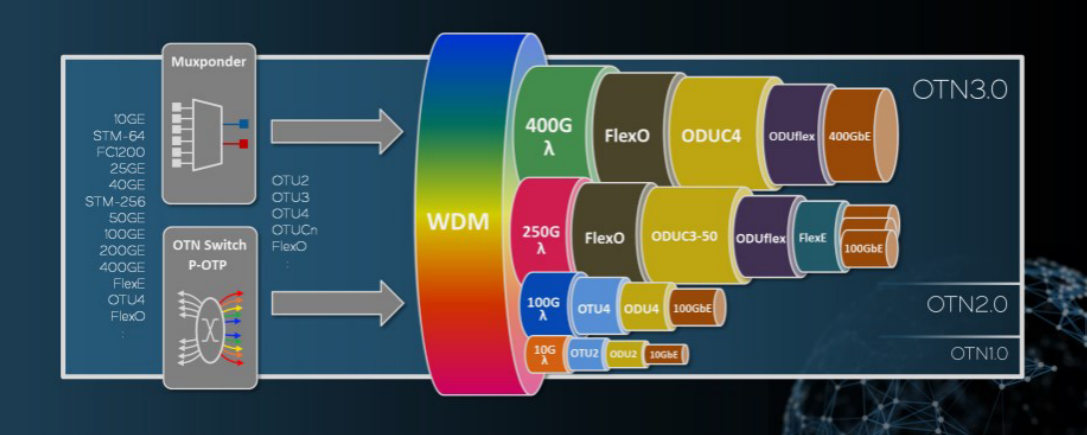 Muxponder
10GE
STM-64
FC1200
25GE
40GE
STM-256
50GE
100GE
200GE
400GE
FlexE
OTU4
FlexO
:
OTN Switch
P-OTP
OTU2
OTU3
OTU4
OTUCn
FlexO
:
WDM
400G
λ
FlexO
ODUC4
ODUflex
400GbE
OTN3.0
250G
λ
FlexO
ODUC3-50
ODUflex
FlexE
100GbE
100G
λ
OTU4
ODU4
100GbE
OTN2.0
10G
λ
OTU2
ODU2
10GbE
OTN1.0